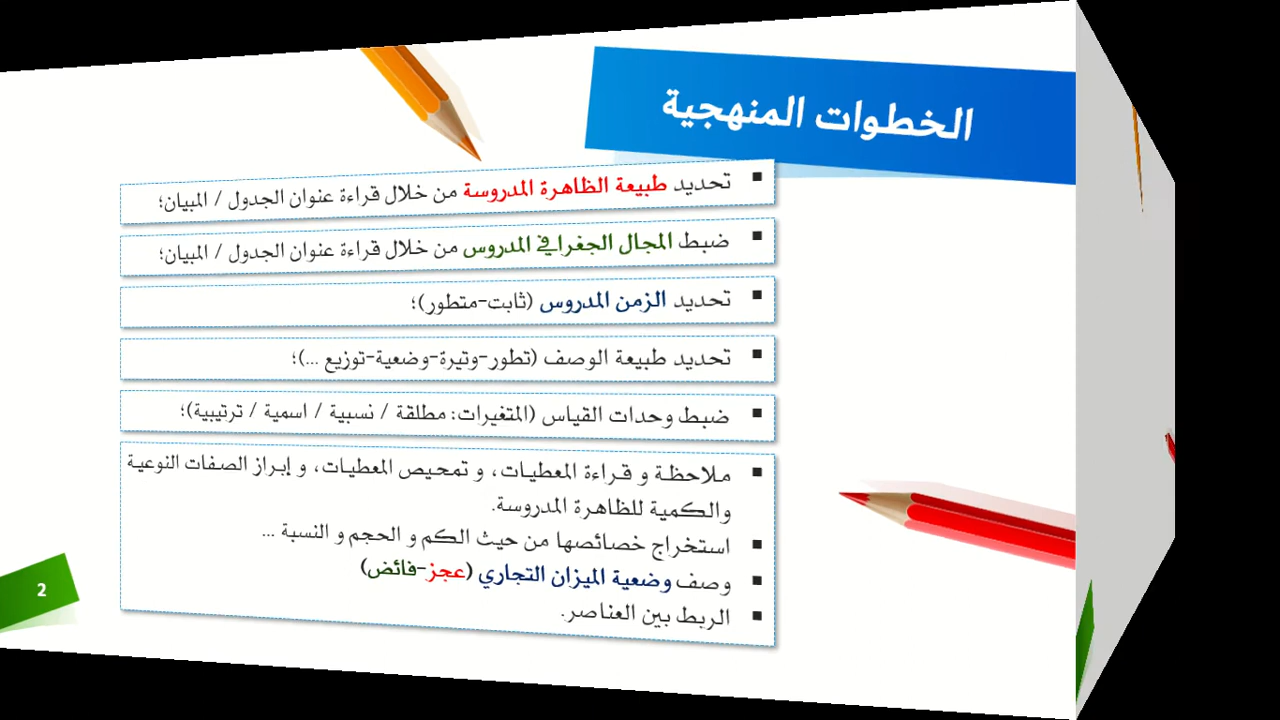 الخطوات المنهجية
▪ تحديد طبيعة الظاهرة المدروسة من خلال قراءة عنوان الجدول / المبيان؛
▪ ضبط المجال الجغرافي المدروس من خلال قراءة عنوان الجدول / المبيان؛
▪ تحديد الزمن المدروس (ثابت-متطور)؛
▪ تحديد طبيعة الوصف (تطور-وتيرة-وضعية-توزيع ...)؛
▪ ضبط وحدات القياس (المتغيرات: مطلقة / نسبية / اسمية / ترتيبية)؛
▪ ملاحظة و قراءة المعطيات، و تمحيص المعطيات، و إبراز الصفات النوعية
والكمية للظاهرة المدروسة.
▪ استخراج خصائصها من حيث الكم و الحجم و النسبة ...
▪ وصف وضعية الميزان التجاري (عجز-فائض)
▪ الربط بين العناصر.
2